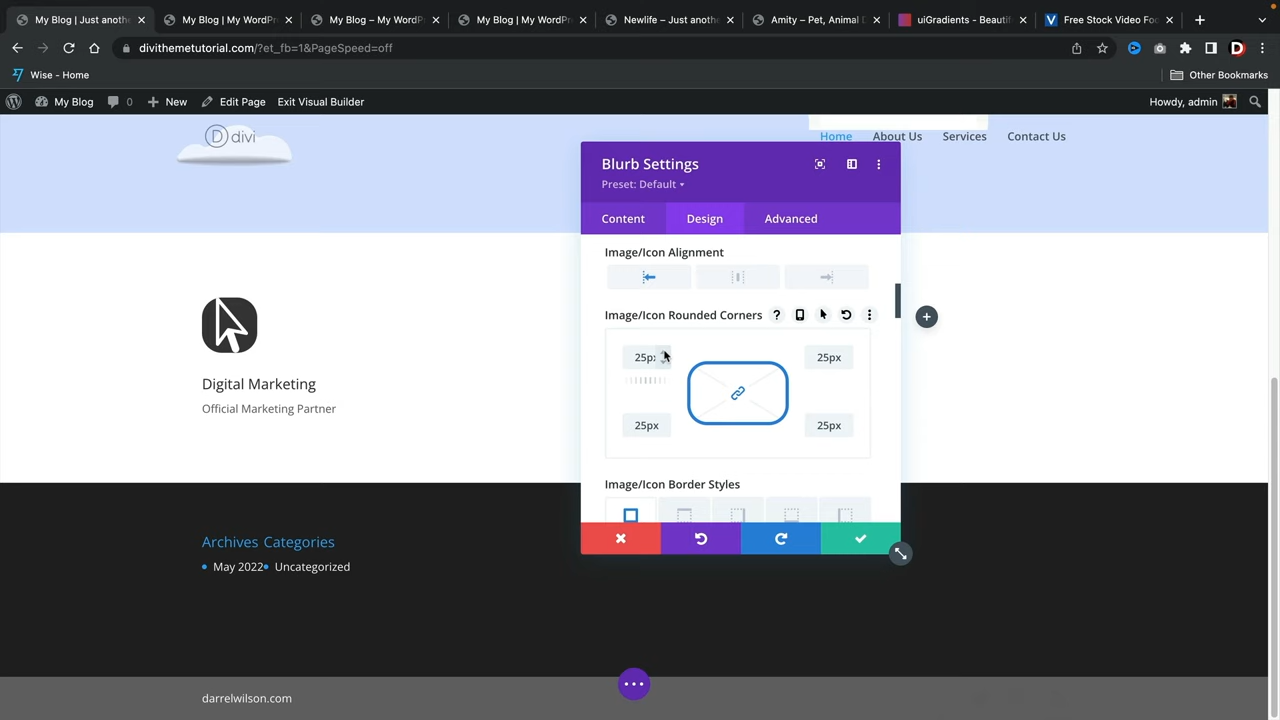 My Blog | Just anoth
My Blog | My WordPre
My Blog – My WordP
My Blog | My WordPre
Newlife – Just anothe
Amity – Pet, Animal D
uiGradients - Beautif
Free Stock Video Foo
divithemetutorial.com/?et_fb=1&PageSpeed=off
Wise - Home
Other Bookmarks
My Blog
0
New
Edit Page
Exit Visual Builder
Howdy, admin
divi
Home
About Us
Services
Contact Us
Blurb Settings
Preset: Default
Content
Design
Advanced
Image/Icon Alignment
Image/Icon Rounded Corners
25px
25px
25px
25px
Image/Icon Border Styles
Digital Marketing
Official Marketing Partner
Archives Categories
May 2022 Uncategorized
darrelwilson.com